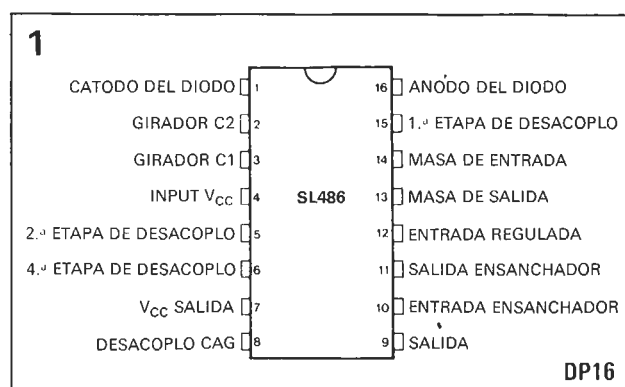 1
CATODO DEL DIODO 1
GIRADOR C2 2
GIRADOR C1 3
INPUT VCC 4
2.ª ETAPA DE DESACOPLO 5
4.ª ETAPA DE DESACOPLO 6
VCC SALIDA 7
DESACOPLO CAG 8
SL486
16 ANODO DEL DIODO
15 1.ª ETAPA DE DESACOPLO
14 MASA DE ENTRADA
13 MASA DE SALIDA
12 ENTRADA REGULADA
11 SALIDA ENSANCHADOR
10 ENTRADA ENSANCHADOR
9 SALIDA
DP16